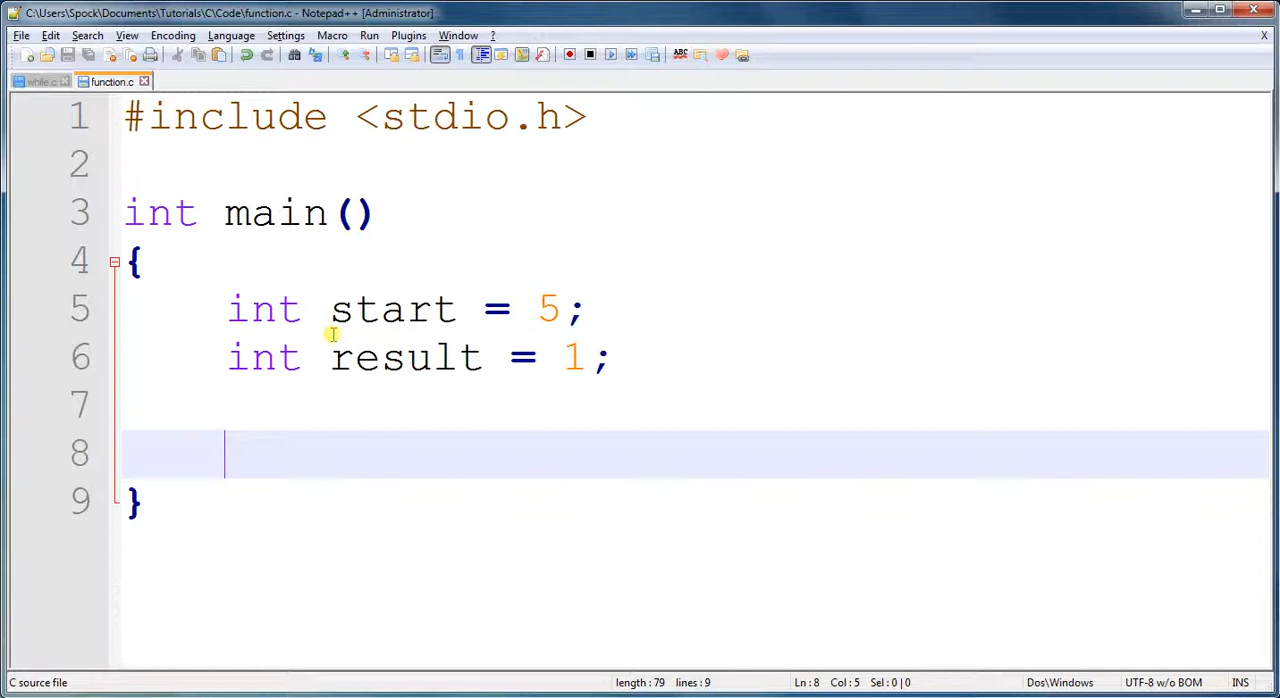 C:\Users\Spock\Documents\Tutorials\C\Code\function.c - Notepad++ [Administrator]
File Edit Search View Encoding Language Settings Macro Run Plugins Window ? X
ABC
while.c function.c
1 #include <stdio.h>
2
3 int main()
4 {
5 int start = 5;
6 int result = 1;
7
8
9 }
C source file length : 79 lines : 9 Ln : 8 Col : 5 Sel : 0 | 0 Dos\Windows UTF-8 w/o BOM INS